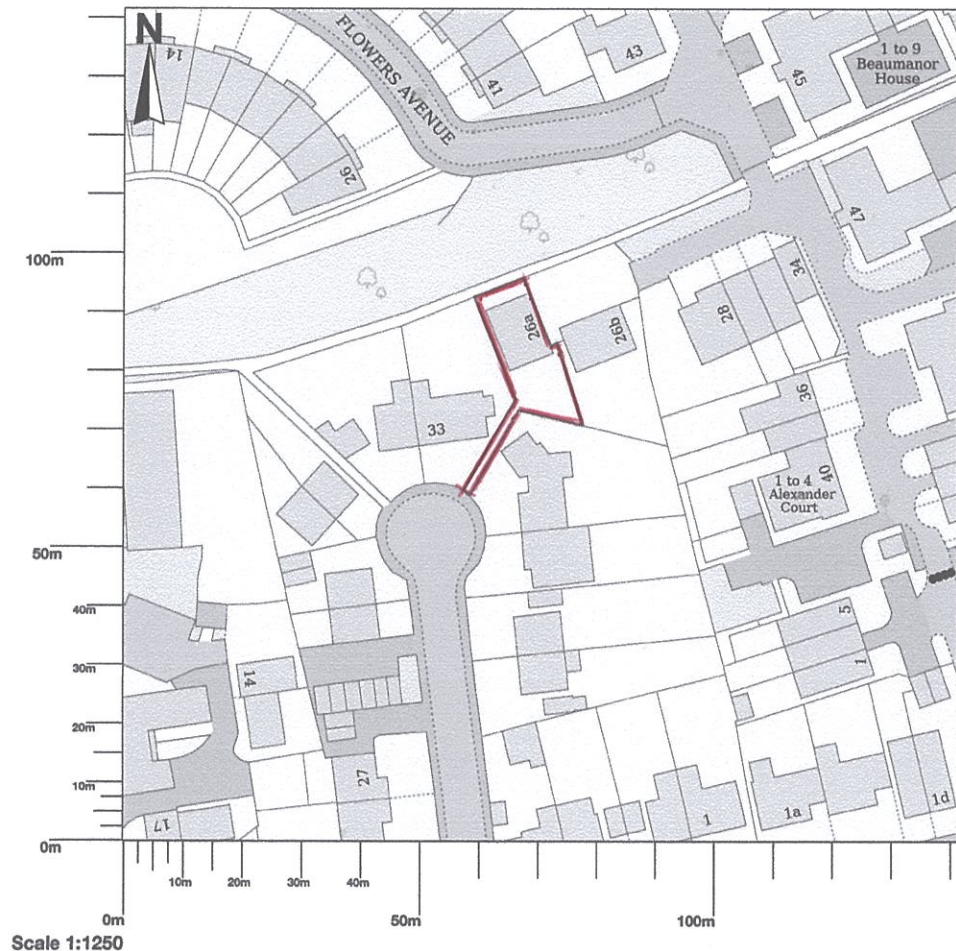 N
FLOWERS AVENUE
14
41
43
45
1 to 9
Beaumanor
House
26
47
100m
34
28
26a
26b
36
33
40
1 to 4
Alexander
Court
50m
40m
5
1
30m
14
20m
27
10m
17
1
1a
1d
0m
10m
20m
30m
40m
0m
50m
100m
Scale 1:1250